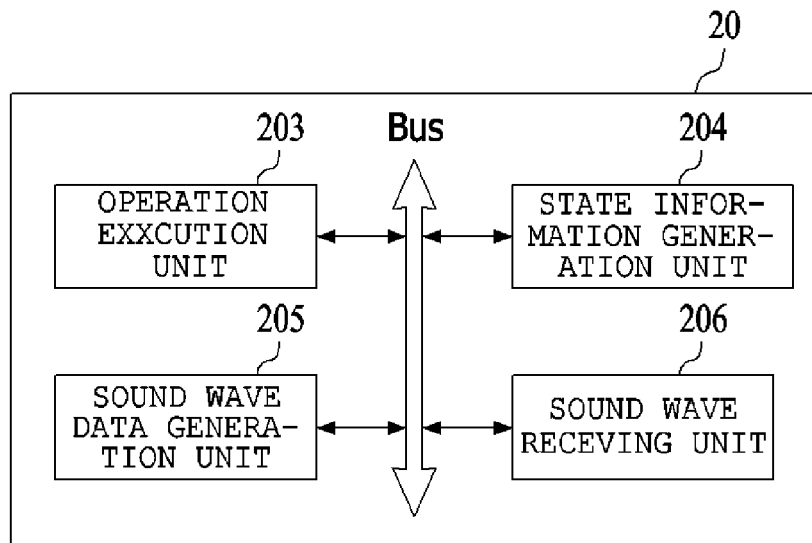 20
Bus
203
OPERATION
EXXCUTION
UNIT
204
STATE INFOR-
MATION GENER-
ATION UNIT
205
SOUND WAVE
DATA GENERA-
TION UNIT
206
SOUND WAVE
RECEVING UNIT